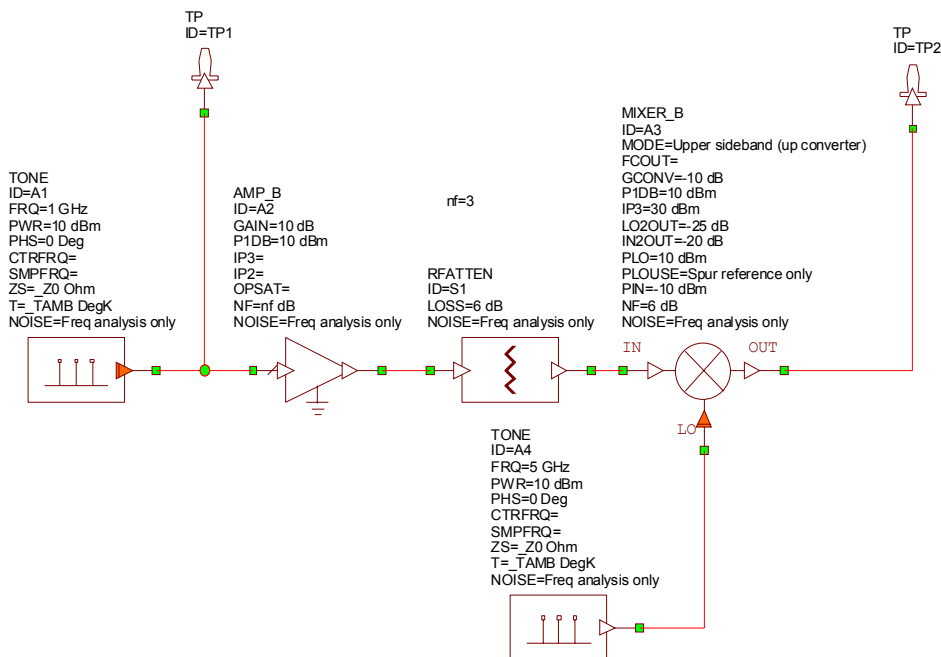 TP
ID=TP1
TP
ID=TP2
TONE
ID=A1
FRQ=1 GHz
PWR=10 dBm
PHS=0 Deg
CTRFRQ=
SMPFRQ=
ZS=_Z0 Ohm
T=_TAMB DegK
NOISE=Freq analysis only
AMP_B
ID=A2
GAIN=10 dB
P1DB=10 dBm
IP3=
IP2=
OPSAT=
NF=nf dB
NOISE=Freq analysis only
nf=3
RFATTEN
ID=S1
LOSS=6 dB
NOISE=Freq analysis only
MIXER_B
ID=A3
MODE=Upper sideband (up converter)
FCOUT=
GCONV=-10 dB
P1DB=10 dBm
IP3=30 dBm
LO2OUT=-25 dB
IN2OUT=-20 dB
PLO=10 dBm
PLOUSE=Spur reference only
PIN=-10 dBm
NF=6 dB
NOISE=Freq analysis only
IN
OUT
LO
TONE
ID=A4
FRQ=5 GHz
PWR=10 dBm
PHS=0 Deg
CTRFRQ=
SMPFRQ=
ZS=_Z0 Ohm
T=_TAMB DegK
NOISE=Freq analysis only